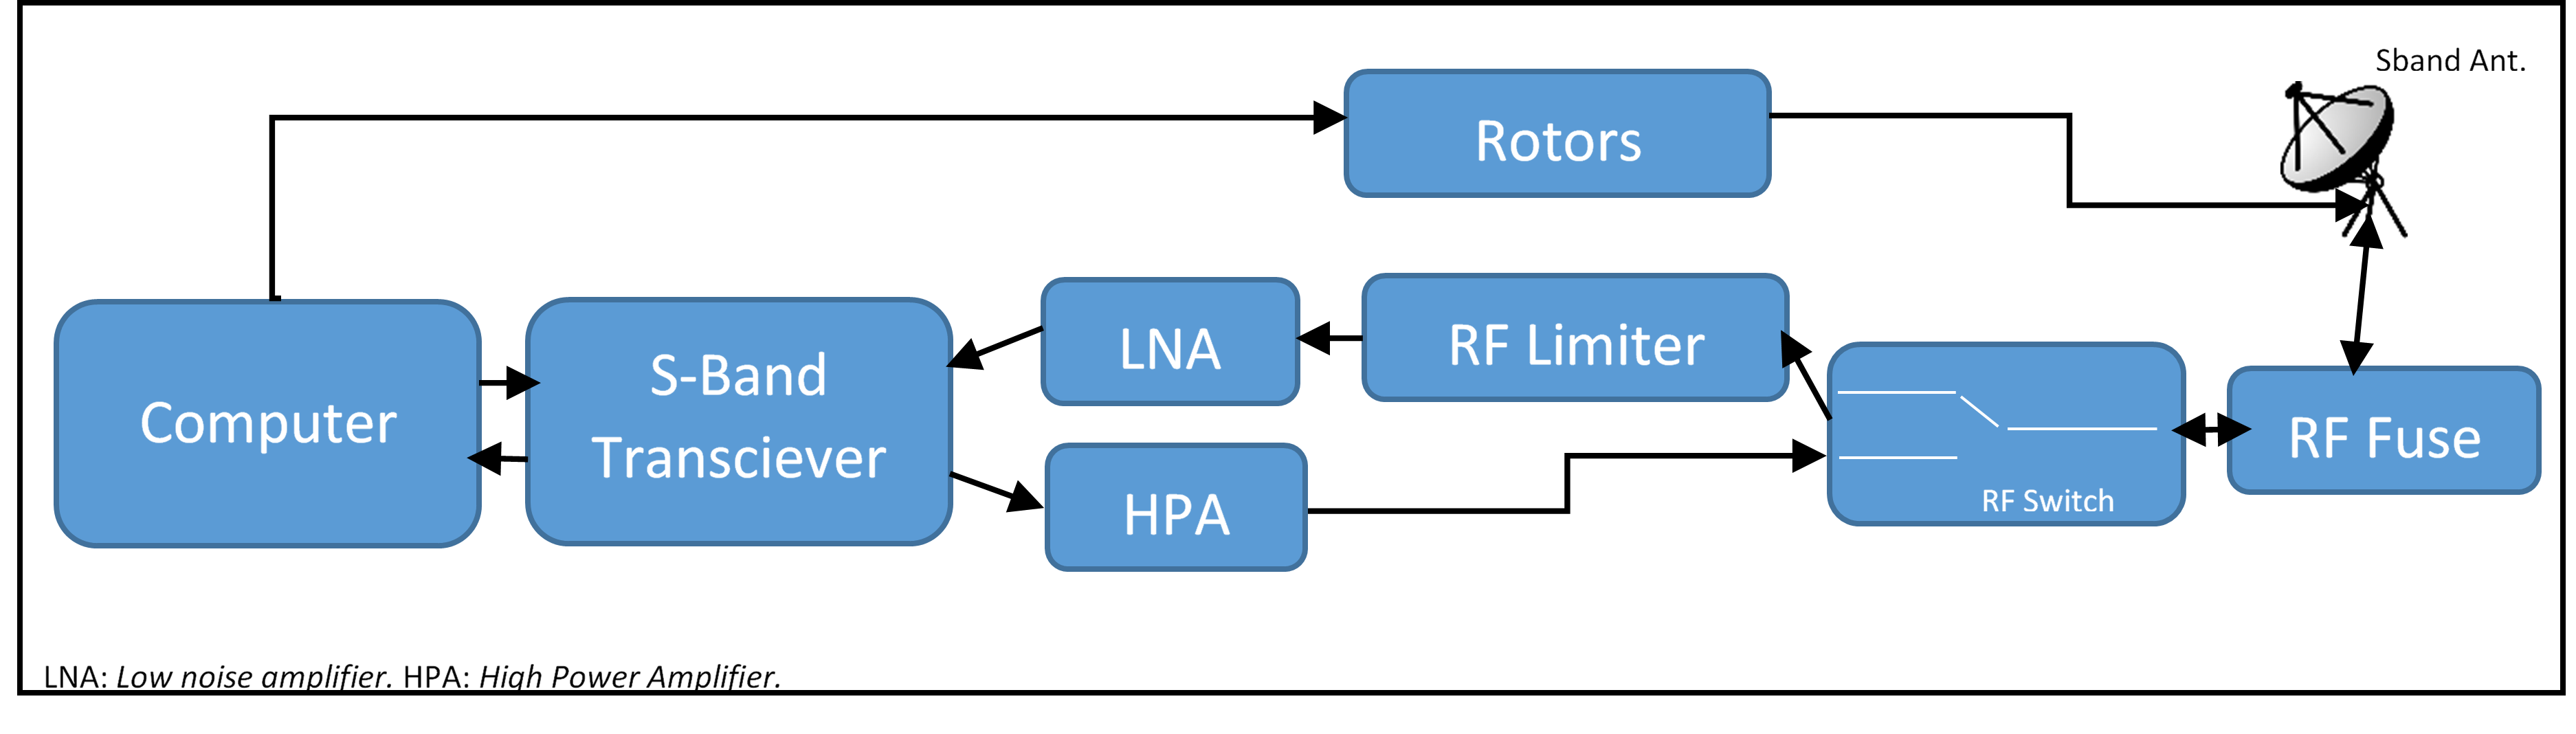 Sband Ant.
Rotors
Computer
S-Band
Transciever
LNA
RF Limiter
HPA
RF Switch
RF Fuse
LNA: Low noise amplifier. HPA: High Power Amplifier.